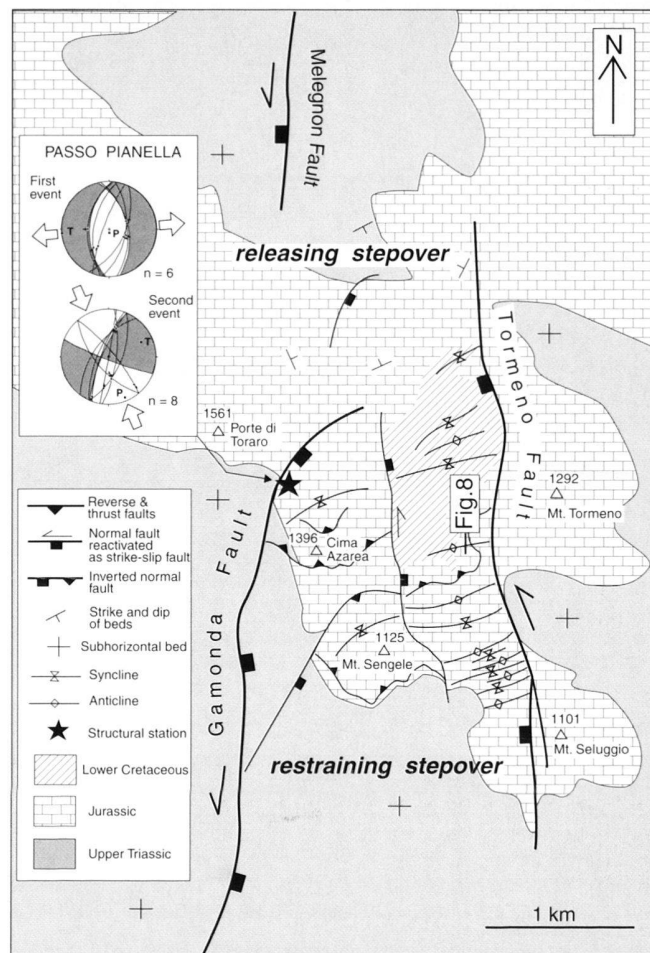 N
Melegnon Fault
PASSO PIANELLA
First
event
T
P
n = 6
Second
event
T
P
n = 8
releasing stepover
Tormeno Fault
1561
Porte di
Toraro
1292
Mt. Tormeno
Fig.8
1396
Cima
Azarea
Gamonda Fault
1125
Mt. Sengele
1101
Mt. Seluggio
restraining stepover
Reverse &
thrust faults
Normal fault
reactivated
as strike-slip fault
Inverted normal
fault
Strike and dip
of beds
Subhorizontal bed
Syncline
Anticline
Structural station
Lower Cretaceous
Jurassic
Upper Triassic
1 km